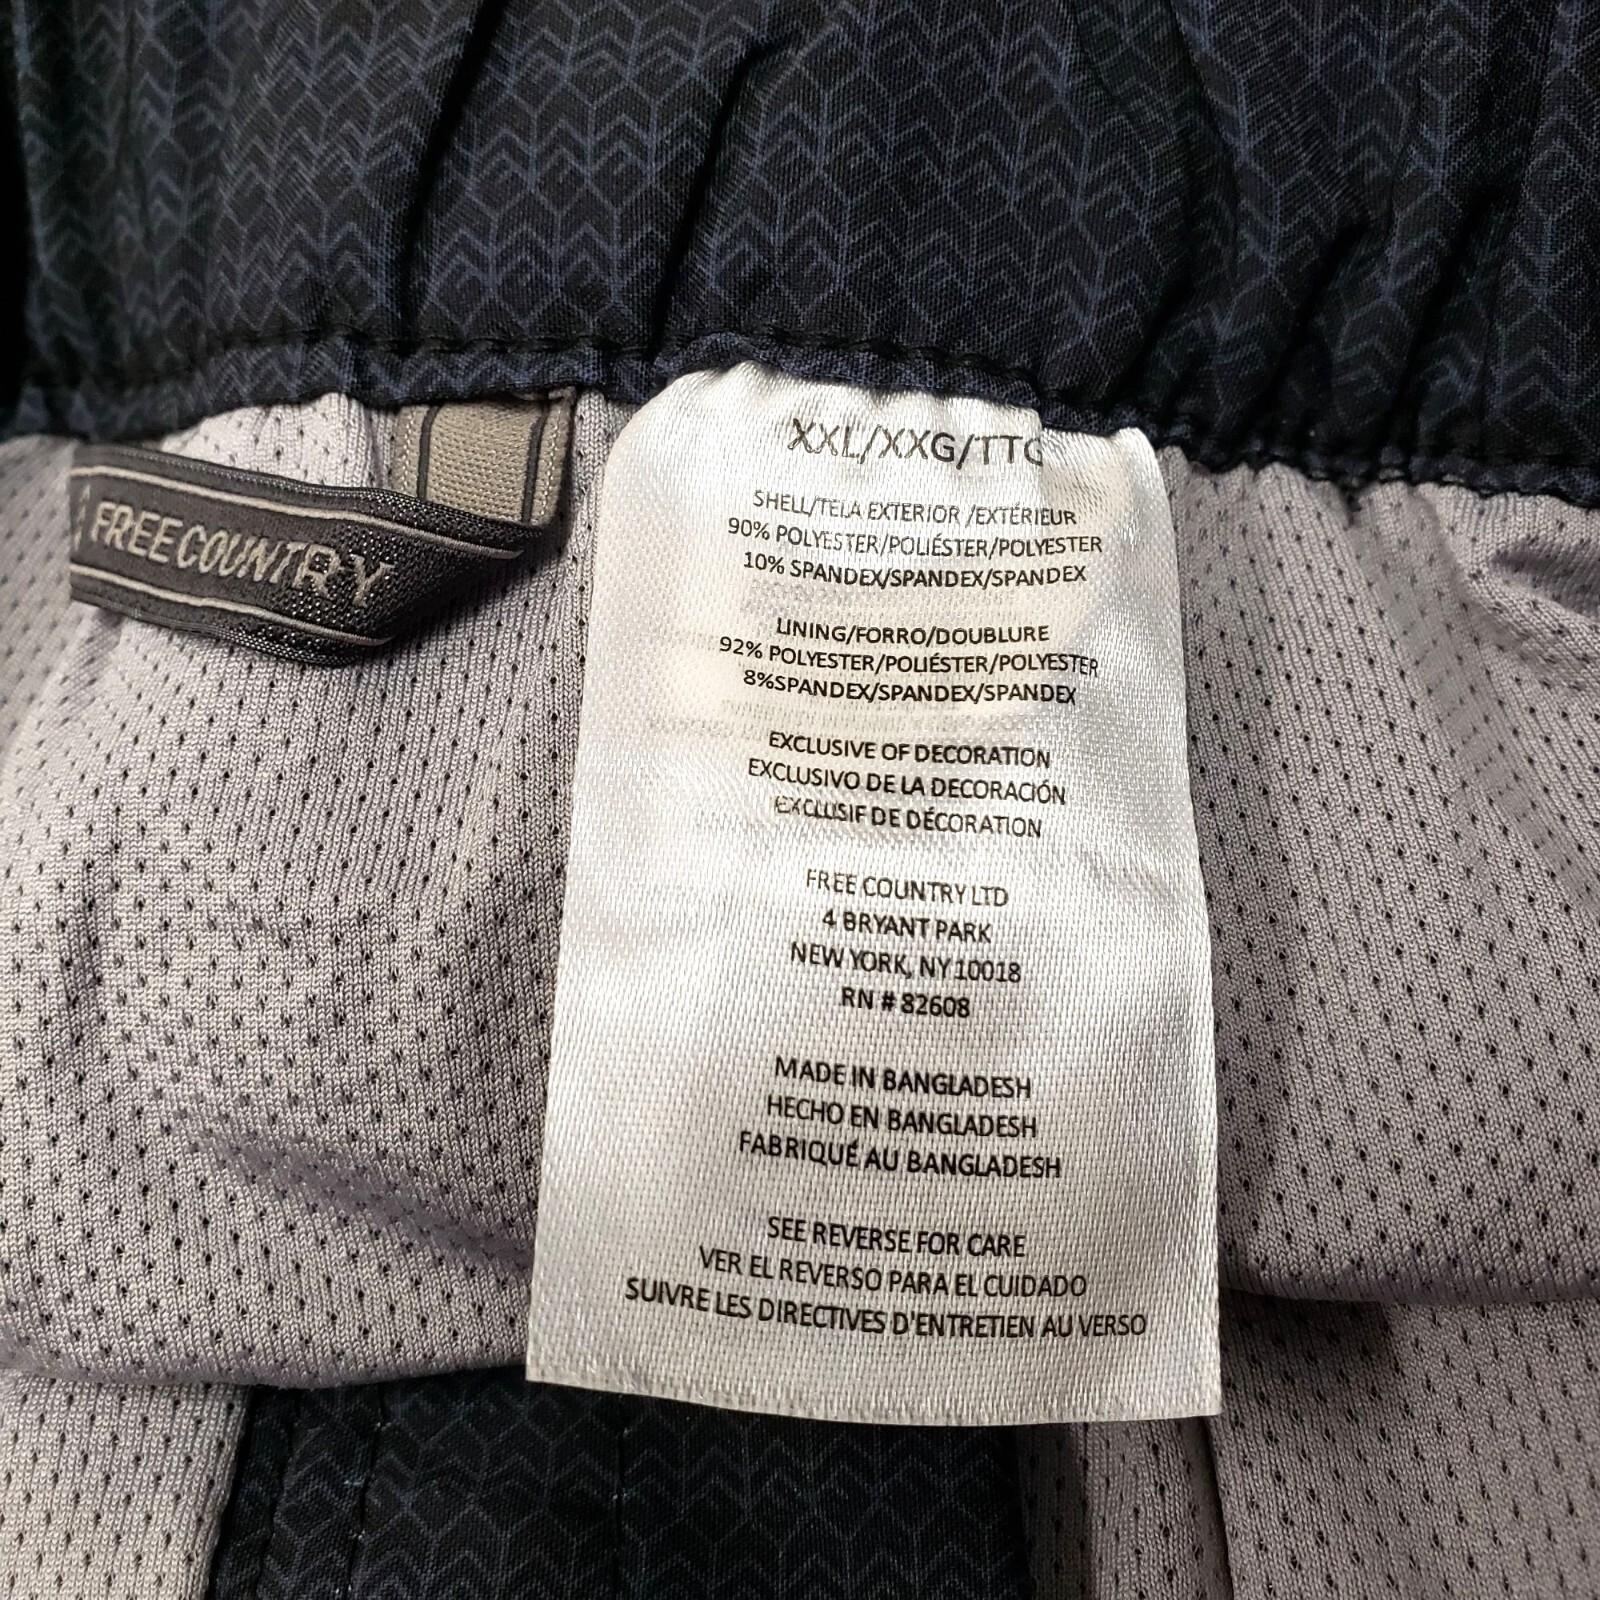 FREE COUNTRY
XXL/XXG/TTG
SHELL/TELA EXTERIOR /EXTÉRIEUR
90% POLYESTER/POLIÉSTER/POLYESTER
10% SPANDEX/SPANDEX/SPANDEX
LINING/FORRO/DOUBLURE
92% POLYESTER/POLIÉSTER/POLYESTER
8%SPANDEX/SPANDEX/SPANDEX
EXCLUSIVE OF DECORATION
EXCLUSIVO DE LA DECORACIÓN
EXCLUSIF DE DÉCORATION
FREE COUNTRY LTD
4 BRYANT PARK
NEW YORK, NY 10018
RN # 82608
MADE IN BANGLADESH
HECHO EN BANGLADESH
FABRIQUÉ AU BANGLADESH
SEE REVERSE FOR CARE
VER EL REVERSO PARA EL CUIDADO
SUIVRE LES DIRECTIVES D'ENTRETIEN AU VERSO